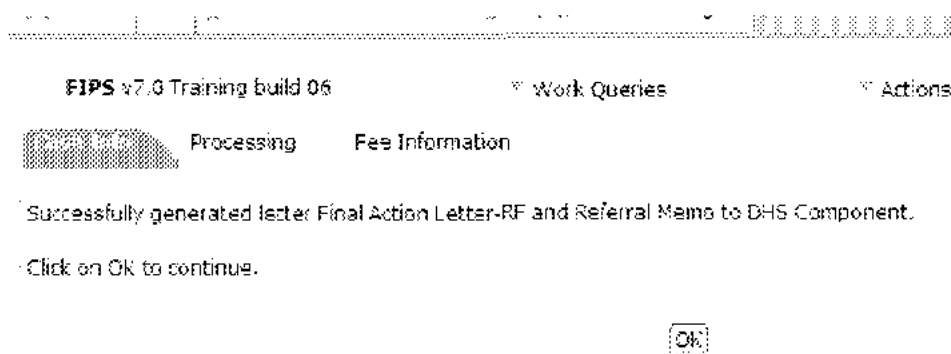 FIPS v7.0 Training build 06 Work Queries Actions
Processing Fee Information
Successfully generated letter Final Action Letter-RF and Referral Memo to DHS Component.
Click on OK to continue.
OK